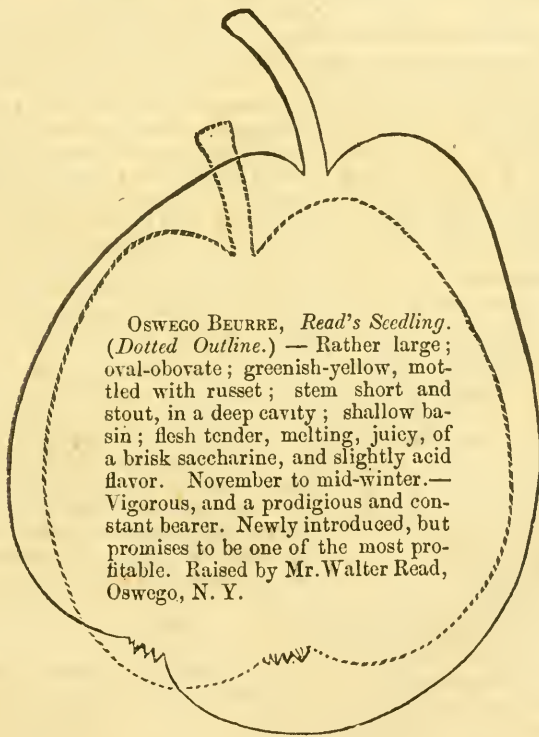 OSWEGO BEURRE, Read's Seedling.
(Dotted Outline.) — Rather large;
oval-obovate; greenish-yellow, mot-
tled with russet; stem short and
stout, in a deep cavity; shallow ba-
sin; flesh tender, melting, juicy, of
a brisk saccharine, and slightly acid
flavor. November to mid-winter.—
Vigorous, and a prodigious and con-
stant bearer. Newly introduced, but
promises to be one of the most pro-
fitable. Raised by Mr. Walter Read,
Oswego, N. Y.